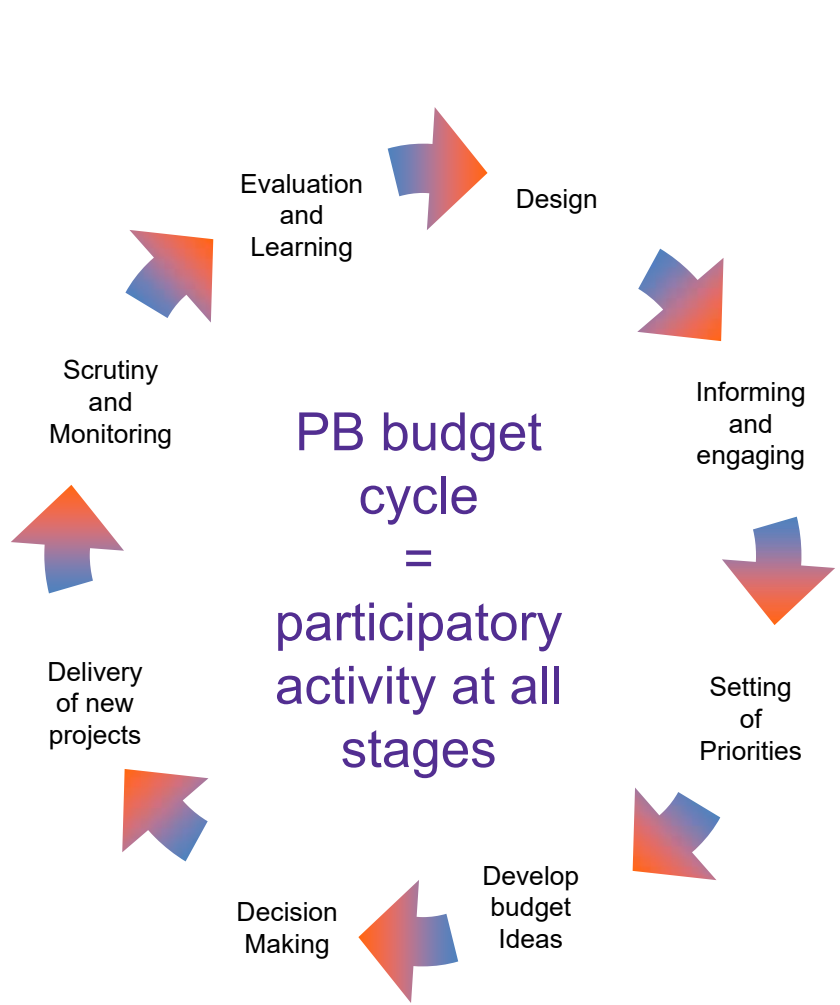 Evaluation
and
Learning
Design
Scrutiny
and
Monitoring
Informing
and
engaging
PB budget
cycle
=
participatory
activity at all
stages
Delivery
of new
projects
Setting
of
Priorities
Develop
budget
Ideas
Decision
Making